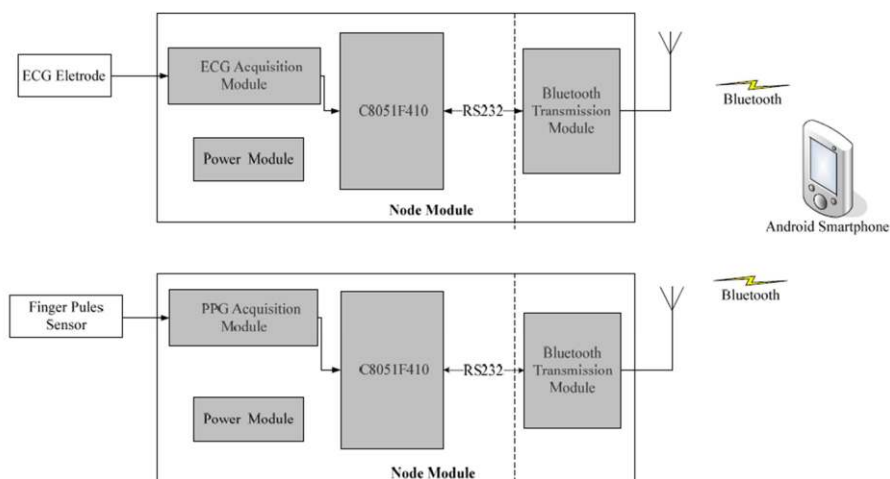 ECG Eletrode
ECG Acquisition
Module
Power Module
C8051F410
RS232
Bluetooth
Transmission
Module
Node Module
Bluetooth
Android Smartphone
Finger Pules
Sensor
PPG Acquisition
Module
Power Module
C8051F410
RS232
Bluetooth
Transmission
Module
Node Module
Bluetooth